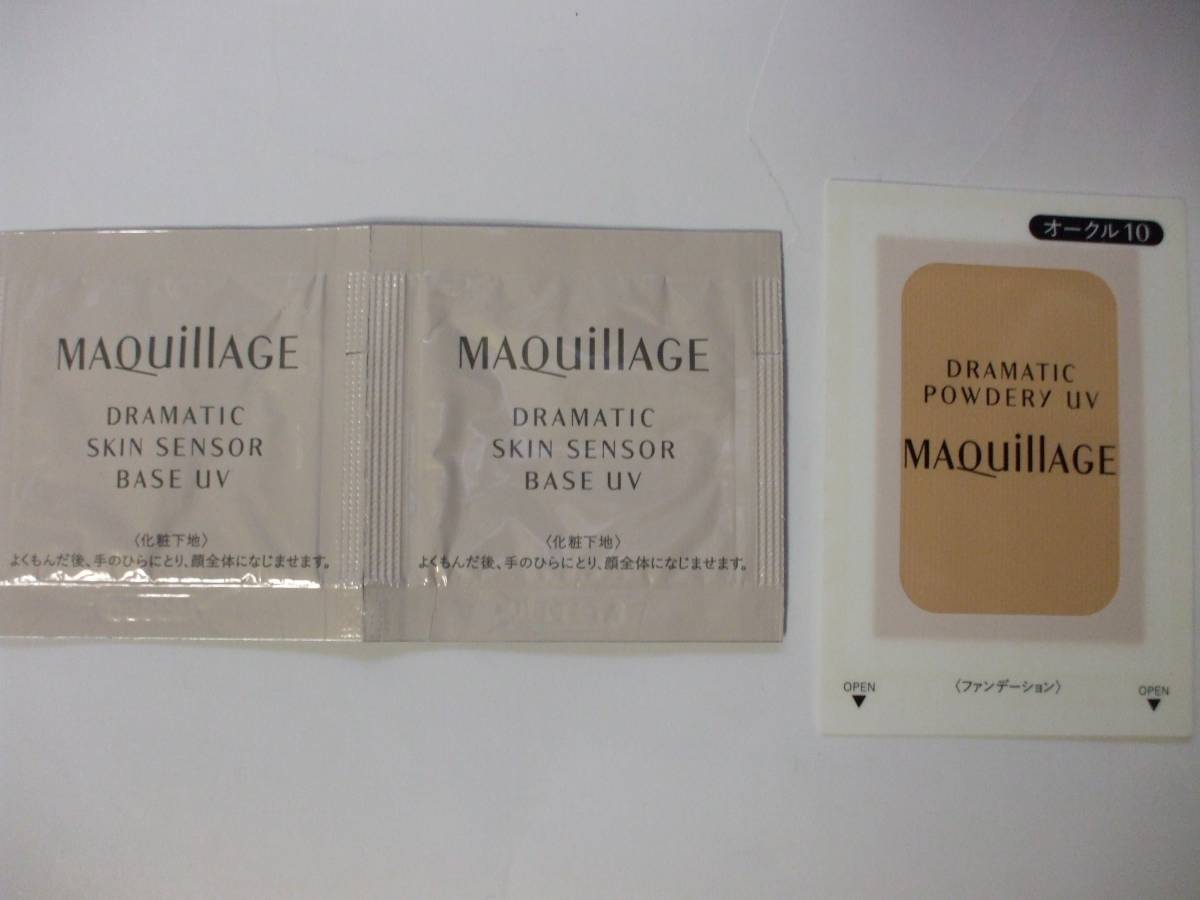 MAQuillAGE
DRAMATIC
SKIN SENSOR
BASE UV
〈化粧下地〉
よくもんだ後、手のひらにとり、顔全体になじませます。
MAQuillAGE
DRAMATIC
SKIN SENSOR
BASE UV
〈化粧下地〉
よくもんだ後、手のひらにとり、顔全体になじませます。
オークル10
DRAMATIC
POWDERY UV
MAQuillAGE
OPEN
〈ファンデーション〉
OPEN